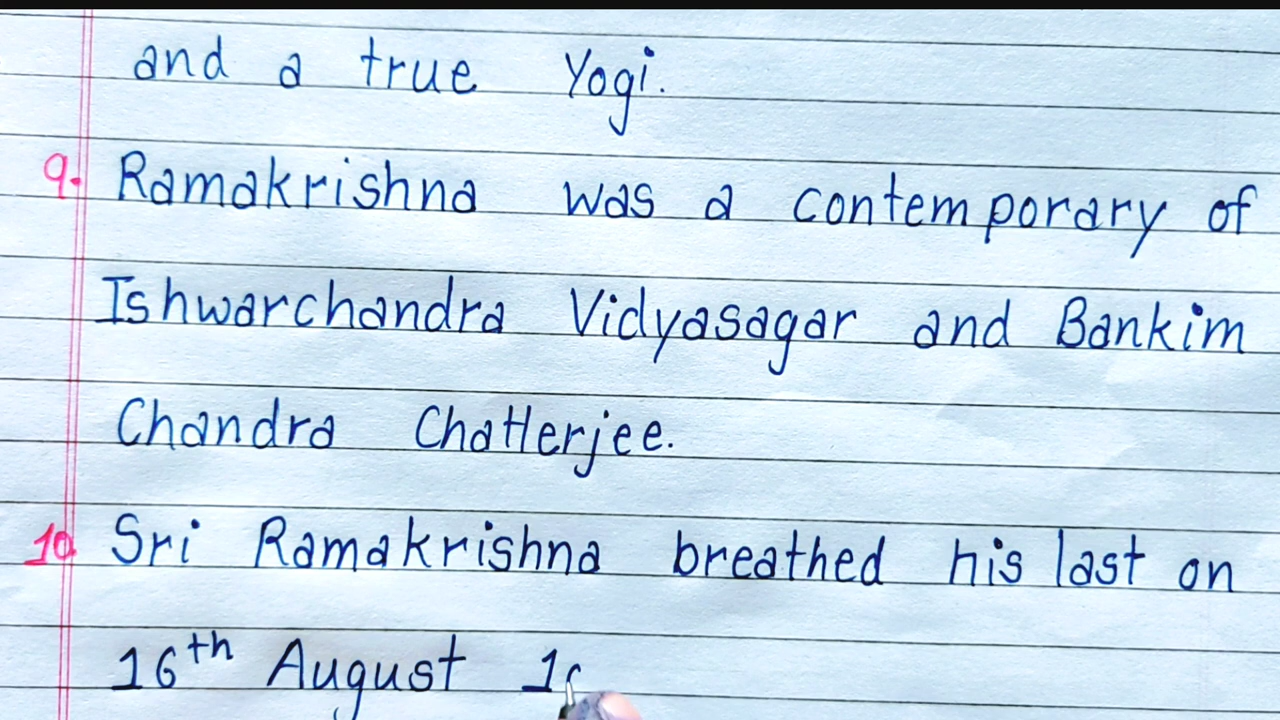 and a true Yogi.
9. Ramakrishna was a contemporary of
Ishwarchandra Vidyasagar and Bankim
Chandra Chatterjee.
10. Sri Ramakrishna breathed his last on
16th August 1